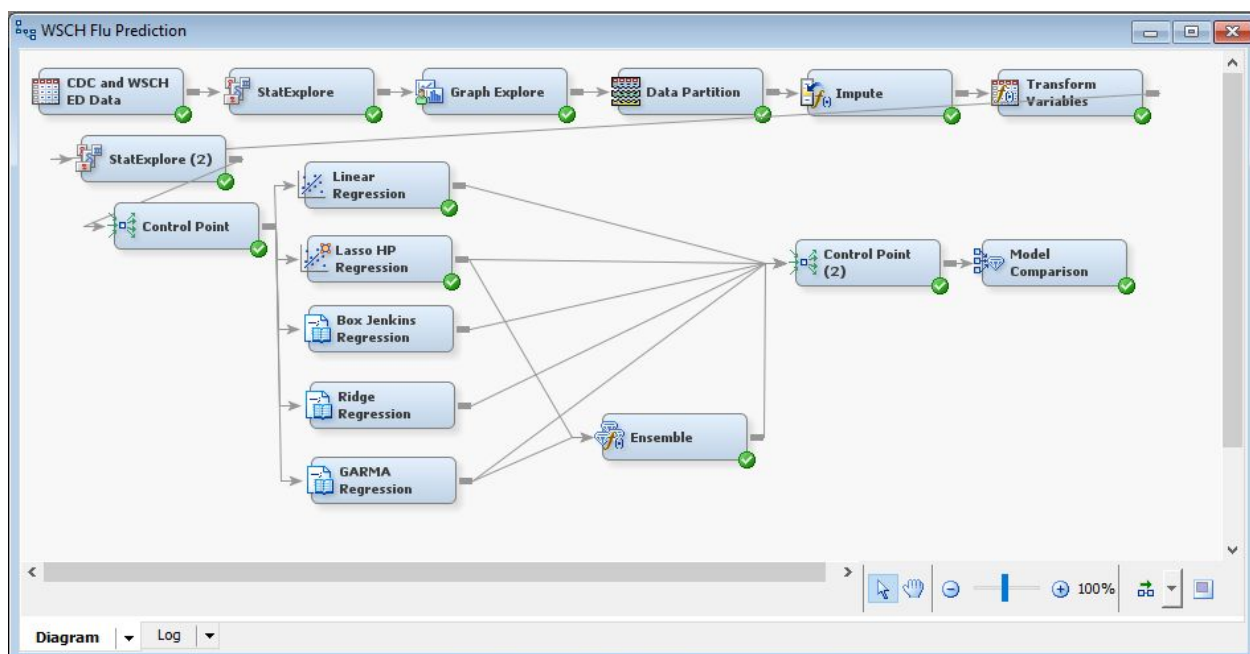 WSCH Flu Prediction
CDC and WSCH
ED Data
StatExplore
Graph Explore
Data Partition
Impute
Transform
Variables
StatExplore (2)
Control Point
Linear
Regression
Lasso HP
Regression
Box Jenkins
Regression
Ridge
Regression
GARMA
Regression
Ensemble
Control Point
(2)
Model
Comparison
100%
Diagram
Log